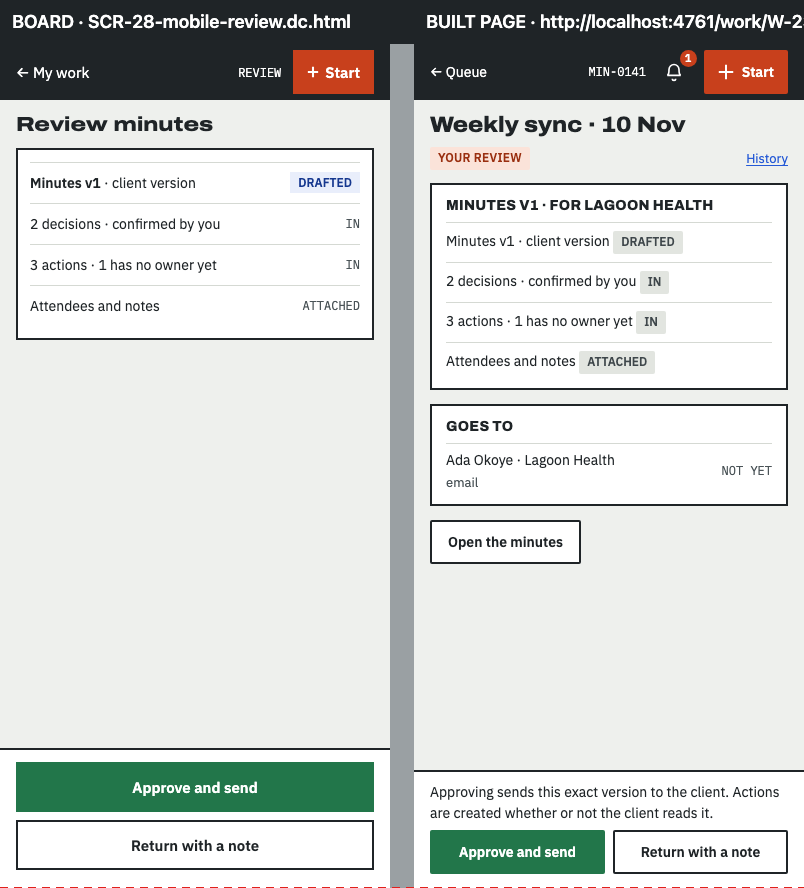 BOARD · SCR-28-mobile-review.dc.html
← My work
REVIEW
+ Start
Review minutes
Minutes v1 · client version
DRAFTED
2 decisions · confirmed by you
IN
3 actions · 1 has no owner yet
IN
Attendees and notes
ATTACHED
Approve and send
Return with a note
BUILT PAGE · http://localhost:4761/work/W-2
← Queue
MIN-0141
1
+ Start
Weekly sync · 10 Nov
YOUR REVIEW
History
MINUTES V1 · FOR LAGOON HEALTH
Minutes v1 · client version DRAFTED
2 decisions · confirmed by you IN
3 actions · 1 has no owner yet IN
Attendees and notes ATTACHED
GOES TO
Ada Okoye · Lagoon Health
email
NOT YET
Open the minutes
Approving sends this exact version to the client. Actions
are created whether or not the client reads it.
Approve and send
Return with a note